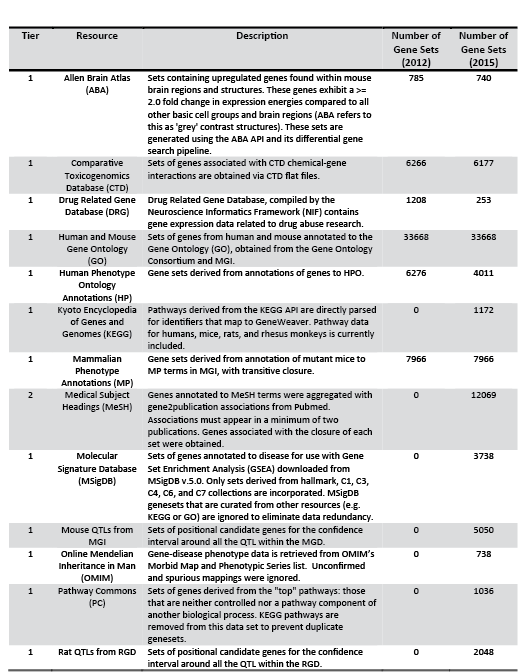 Tier Resource Description Number of Gene Sets (2012) Number of Gene Sets (2015)
1 Allen Brain Atlas Sets containing upregulated genes found within mouse 785 740
(ABA) brain regions and structures. These genes exhibit a >=
2.0 fold change in expression energies compared to all
other basic cell groups and brain regions (ABA refers to
this as 'grey' contrast structures). These sets are
generated using the ABA API and its differential gene
search pipeline.
1 Comparative Sets of genes associated with CTD chemical-gene 6266 6177
Toxicogenomics interactions are obtained via CTD flat files.
Database (CTD)
1 Drug Related Gene Drug Related Gene Database, compiled by the 1208 253
Database (DRG) Neuroscience Informatics Framework (NIF) contains
gene expression data related to drug abuse research.
1 Human and Mouse Sets of genes from human and mouse annotated to the 33668 33668
Gene Ontology Gene Ontology (GO), obtained from the Gene Ontology
(GO) Consortium and MGI.
1 Human Phenotype Gene sets derived from annotations of genes to HPO. 6276 4011
Ontology
Annotations (HP)
1 Kyoto Encyclopedia Pathways derived from the KEGG API are directly parsed 0 1172
of Genes and for identifiers that map to GeneWeaver. Pathway data
Genomes (KEGG) for humans, mice, rats, and rhesus monkeys is currently
included.
1 Mammalian Gene sets derived from annotation of mutant mice to 7966 7966
Phenotype MP terms in MGI, with transitive closure.
Annotations (MP)
2 Medical Subject Genes annotated to MeSH terms were aggregated with 0 12069
Headings (MeSH) gene2publication associations from Pubmed.
Associations must appear in a minimum of two
publications. Genes associated with the closure of each
set were obtained.
1 Molecular Sets of genes annotated to disease for use with Gene 0 3738
Signature Database Set Enrichment Analysis (GSEA) downloaded from
(MSigDB) MSigDB v.5.0. Only sets derived from hallmark, C1, C3,
C4, C6, and C7 collections are incorporated. MSigDB
genesets that are curated from other resources (e.g.
KEGG or GO) are ignored to eliminate data redundancy.
1 Mouse QTLs from Sets of positional candidate genes for the confidence 0 5050
MGI interval around all the QTL within the MGD.
1 Online Mendelian Gene-disease phenotype data is retrieved from OMIM's 0 738
Inheritance in Man Morbid Map and Phenotypic Series list. Unconfirmed
(OMIM) and spurious mappings were ignored.
1 Pathway Commons Sets of genes derived from the "top" pathways: those 0 1036
(PC) that are neither controlled nor a pathway component of
another biological process. KEGG pathways are
removed from this data set to prevent duplicate
genesets.
1 Rat QTLs from RGD Sets of positional candidate genes for the confidence 0 2048
interval around all the QTL within the RGD.